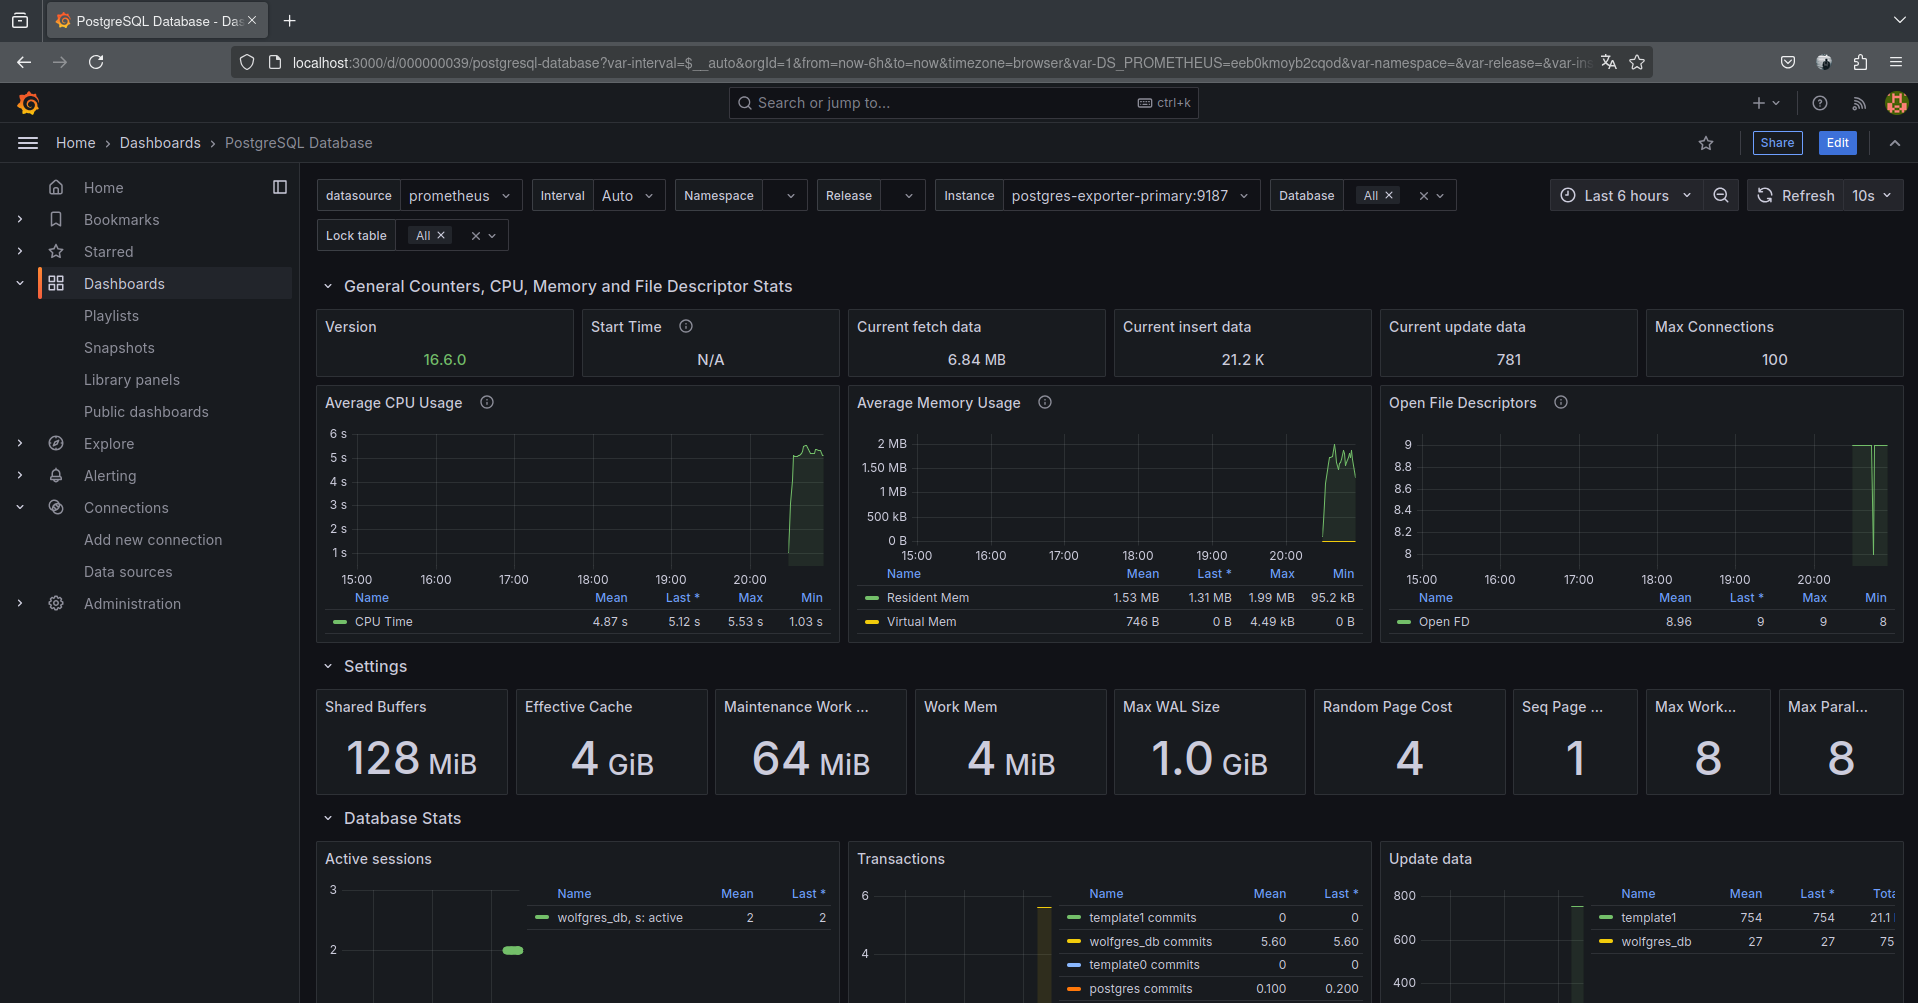 PostgreSQL Database - Das
localhost:3000/d/000000039/postgresql-database?var-interval=$__auto&orgId=1&from=now-6h&to=now&timezone=browser&var-DS_PROMETHEUS=eeb0kmoyb2cqod&var-namespace=&var-release=&var-ins
Search or jump to... ctrl+k
Home › Dashboards › PostgreSQL Database Share Edit
Home
Bookmarks
Starred
Dashboards
Playlists
Snapshots
Library panels
Public dashboards
Explore
Alerting
Connections
Add new connection
Data sources
Administration
datasource prometheus Interval Auto Namespace Release Instance postgres-exporter-primary:9187 Database All Last 6 hours Refresh 10s
Lock table All
General Counters, CPU, Memory and File Descriptor Stats
Version
16.6.0
Start Time
N/A
Current fetch data
6.84 MB
Current insert data
21.2 K
Current update data
781
Max Connections
100
Average CPU Usage
6 s
5 s
4 s
3 s
2 s
1 s
15:00 16:00 17:00 18:00 19:00 20:00
Name Mean Last * Max Min
CPU Time 4.87 s 5.12 s 5.53 s 1.03 s
Average Memory Usage
2 MB
1.50 MB
1 MB
500 kB
0 B
15:00 16:00 17:00 18:00 19:00 20:00
Name Mean Last * Max Min
Resident Mem 1.53 MB 1.31 MB 1.99 MB 95.2 kB
Virtual Mem 746 B 0 B 4.49 kB 0 B
Open File Descriptors
9
8.8
8.6
8.4
8.2
8
15:00 16:00 17:00 18:00 19:00 20:00
Name Mean Last * Max Min
Open FD 8.96 9 9 8
Settings
Shared Buffers
128 MiB
Effective Cache
4 GiB
Maintenance Work ...
64 MiB
Work Mem
4 MiB
Max WAL Size
1.0 GiB
Random Page Cost
4
Seq Page ...
1
Max Work...
8
Max Paral...
8
Database Stats
Active sessions
3
2
Name Mean Last *
wolfgres_db, s: active 2 2
Transactions
6
4
Name Mean Last *
template1 commits 0 0
wolfgres_db commits 5.60 5.60
template0 commits 0 0
postgres commits 0.100 0.200
Update data
800
600
400
Name Mean Last * Tota
template1 754 754 21.1
wolfgres_db 27 27 75